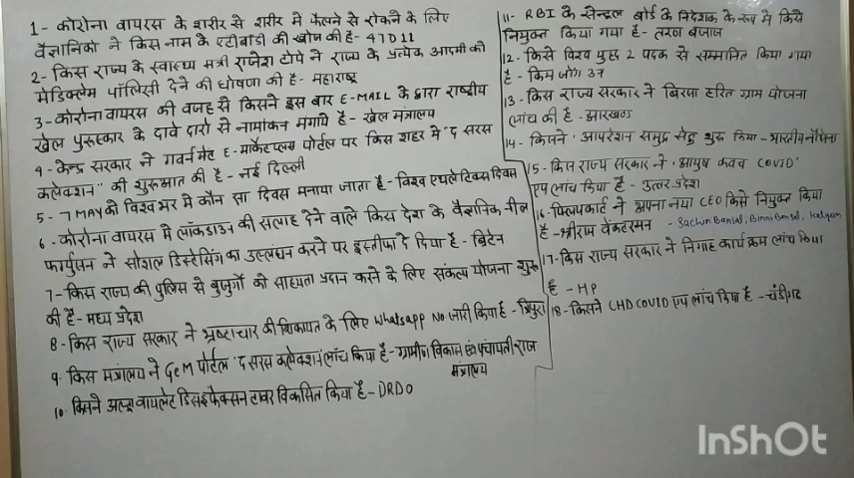 1- कोरोना वायरस के शरीर से शरीर मे फैलने से रोकने के लिए
वैज्ञानिको ने किस नाम के एंटीबॉडी की खोज की है- 47D11
2- किस राज्य के स्वास्थ्य मंत्री राजेश टोपे ने राज्य के प्रत्येक आदमी को
मेडिक्लेम पॉलिसी देने की घोषणा की है- महाराष्ट्र
3- कोरोना वायरस की वजह से किसने इस बार E-MAIL के द्वारा राष्ट्रीय
खेल पुरुस्कार के दावे दारो से नामांकन मंगाये है- खेल मंत्रालय
4- केन्द्र सरकार ने गवर्नमेंट E-मार्केटप्लेस पोर्टल पर किस शहर मे "द सरस
कलेक्शन" की शुरूआत की है- नई दिल्ली
5- 7 MAY को विश्व भर मे कौन सा दिवस मनाया जाता है- विश्व एथलेटिक्स दिवस
6- कोरोना वायरस मे लॉकडाउन की सलाह देने वाले किस देश के वैज्ञानिक नील
फार्गुसन ने सोशल डिस्टेंसिंग का उल्लंघन करने पर इस्तीफा दे दिया है- ब्रिटेन
7- किस राज्य की पुलिस से बुजुर्गो को साहयता प्रदान करने के लिए संकल्प योजना शुरू
की है- मध्य प्रदेश
8- किस राज्य सरकार ने भ्रष्टाचार की शिकायत के लिए Whatsapp No जारी किया है- त्रिपुरा
9. किस मंत्रालय ने GeM पोर्टल 'द सरस कलेक्शन' लॉच किया है- ग्रामीण विकास एवं पंचायती राज
मंत्रालय
10. किसने अल्ट्रा वायलेट डिसइंफेक्सन टावर विकसित किया है- DRDO
11- RBI के सेन्ट्रल बोर्ड के निदेशक के रूप मे किसे
नियुक्त किया गया है- तरुण बजाज
12. किसे विश्व युद्ध 2 पदक से सम्मानित किया गया
है- किम जोंग उन
13. किस राज्य सरकार ने बिरसा हरित ग्राम योजना
लांच की है- झारखण्ड
14- किसने 'आपरेशन समुद्र सेतु शुरू किया- भारतीय नौसेना
15- किस राज्य सरकार ने 'आयुष कवच COVID'
एप लांच किया है- उत्तर प्रदेश
16- फ्लिपकार्ट ने अपना नया CEO किसे नियुक्त किया
है- श्रीराम वेंकटरमन - Sachin Bansal, Binni Bansal, Kalyan
17- किस राज्य सरकार ने निगाह कार्यक्रम लांच किया
है- HP
18- किसने CHD COVID एप लांच किया है- चंडीगढ़
InShOt